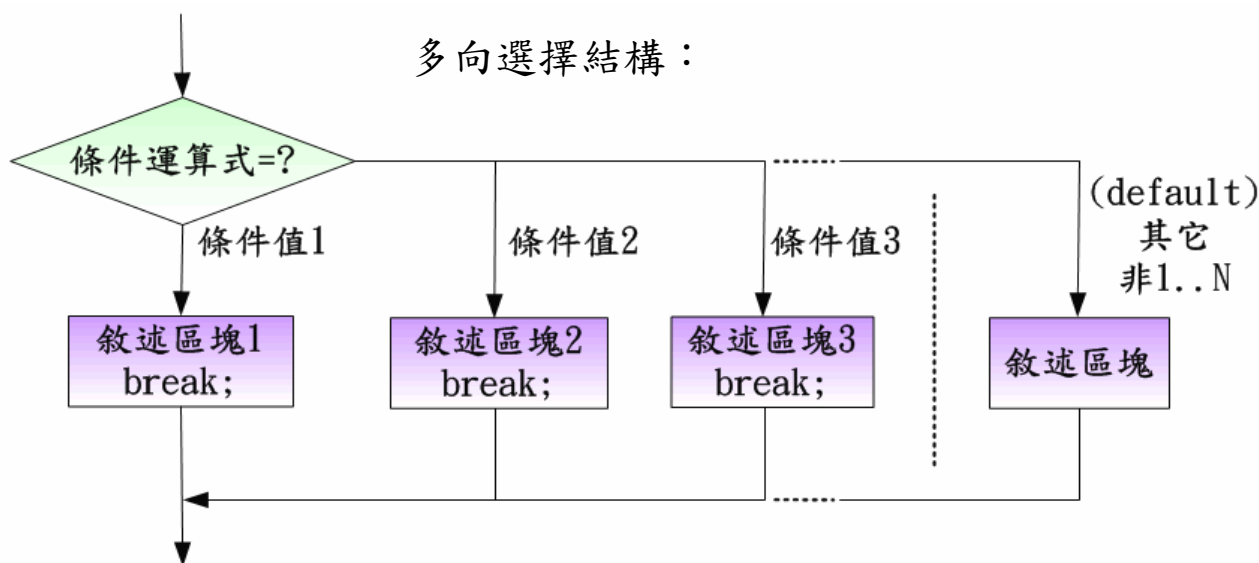 多向選擇結構：
條件運算式=?
條件值1
條件值2
條件值3
(default)
其它
非1..N
敘述區塊1
break;
敘述區塊2
break;
敘述區塊3
break;
敘述區塊